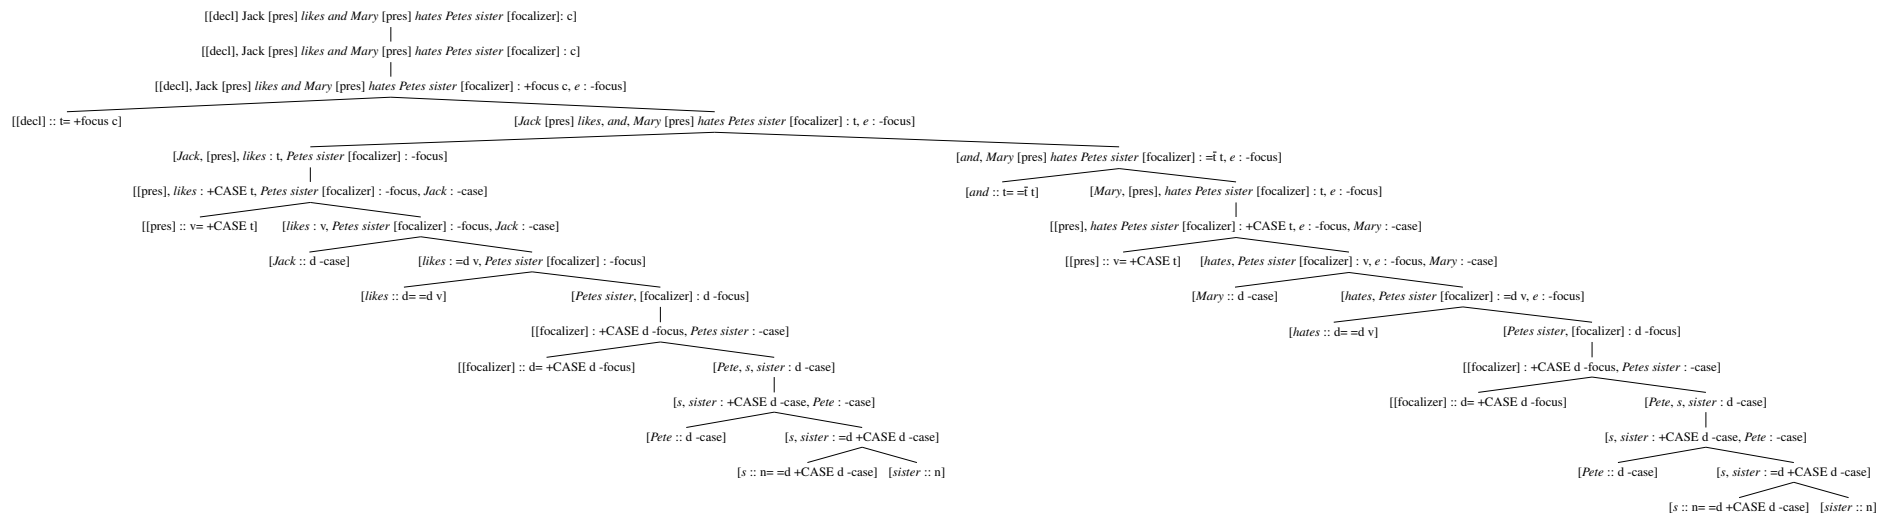 [[decl] Jack [pres] likes and Mary [pres] hates Petes sister [focalizer]: c]
[[decl], Jack [pres] likes and Mary [pres] hates Petes sister [focalizer] : c]
[[decl], Jack [pres] likes and Mary [pres] hates Petes sister [focalizer] : +focus c, e : -focus]
[[decl] :: t= +focus c] [Jack [pres] likes, and, Mary [pres] hates Petes sister [focalizer] : t, e : -focus]
[Jack, [pres], likes : t, Petes sister [focalizer] : -focus] [and, Mary [pres] hates Petes sister [focalizer] : =t̄ t, e : -focus]
[[pres], likes : +CASE t, Petes sister [focalizer] : -focus, Jack : -case] [and :: t= =t̄ t] [Mary, [pres], hates Petes sister [focalizer] : t, e : -focus]
[[pres] :: v= +CASE t] [likes : v, Petes sister [focalizer] : -focus, Jack : -case] [[pres], hates Petes sister [focalizer] : +CASE t, e : -focus, Mary : -case]
[Jack :: d -case] [likes : =d v, Petes sister [focalizer] : -focus] [[pres] :: v= +CASE t] [hates, Petes sister [focalizer] : v, e : -focus, Mary : -case]
[likes :: d= =d v] [Petes sister, [focalizer] : d -focus] [Mary :: d -case] [hates, Petes sister [focalizer] : =d v, e : -focus]
[[focalizer] : +CASE d -focus, Petes sister : -case] [hates :: d= =d v] [Petes sister, [focalizer] : d -focus]
[[focalizer] :: d= +CASE d -focus] [Pete, s, sister : d -case] [[focalizer] : +CASE d -focus, Petes sister : -case]
[s, sister : +CASE d -case, Pete : -case] [[focalizer] :: d= +CASE d -focus] [Pete, s, sister : d -case]
[Pete :: d -case] [s, sister : =d +CASE d -case] [s, sister : +CASE d -case, Pete : -case]
[s :: n= =d +CASE d -case] [sister :: n] [Pete :: d -case] [s, sister : =d +CASE d -case]
[s :: n= =d +CASE d -case] [sister :: n]